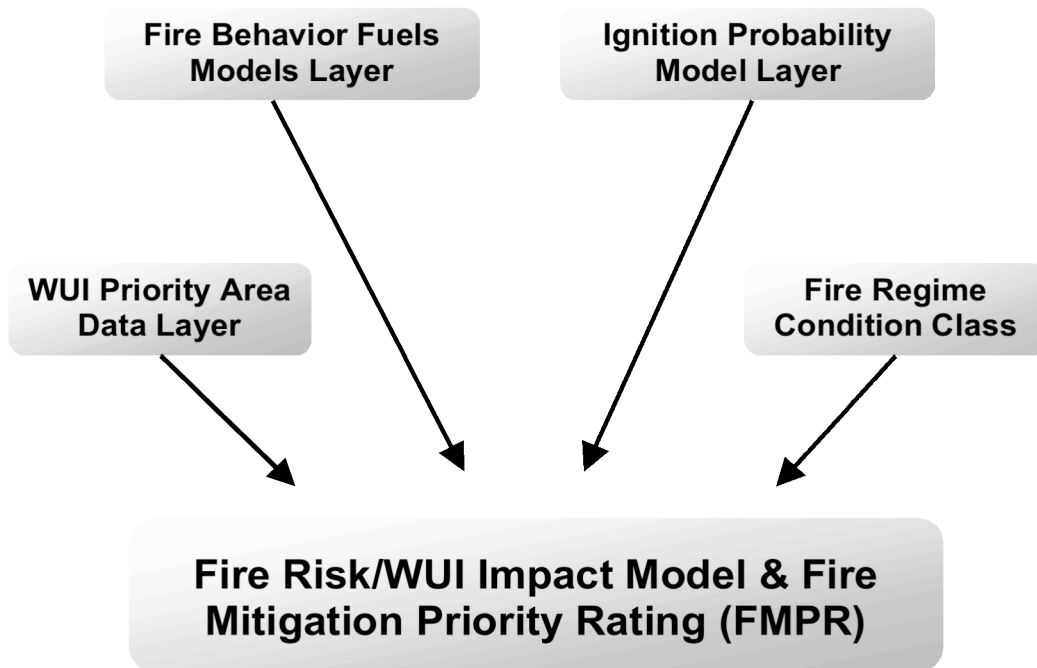 Fire Behavior Fuels
Models Layer
Ignition Probability
Model Layer
WUI Priority Area
Data Layer
Fire Regime
Condition Class
Fire Risk/WUI Impact Model & Fire
Mitigation Priority Rating (FMPR)